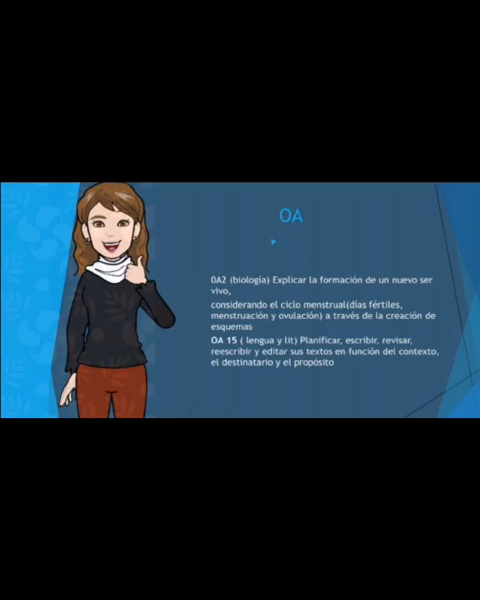 OA
OA2 (biología) Explicar la formación de un nuevo ser
vivo,
considerando el ciclo menstrual(días fértiles,
menstruación y ovulación) a través de la creación de
esquemas
OA 15 ( lengua y lit) Planificar, escribir, revisar,
reescribir y editar sus textos en función del contexto,
el destinatario y el propósito